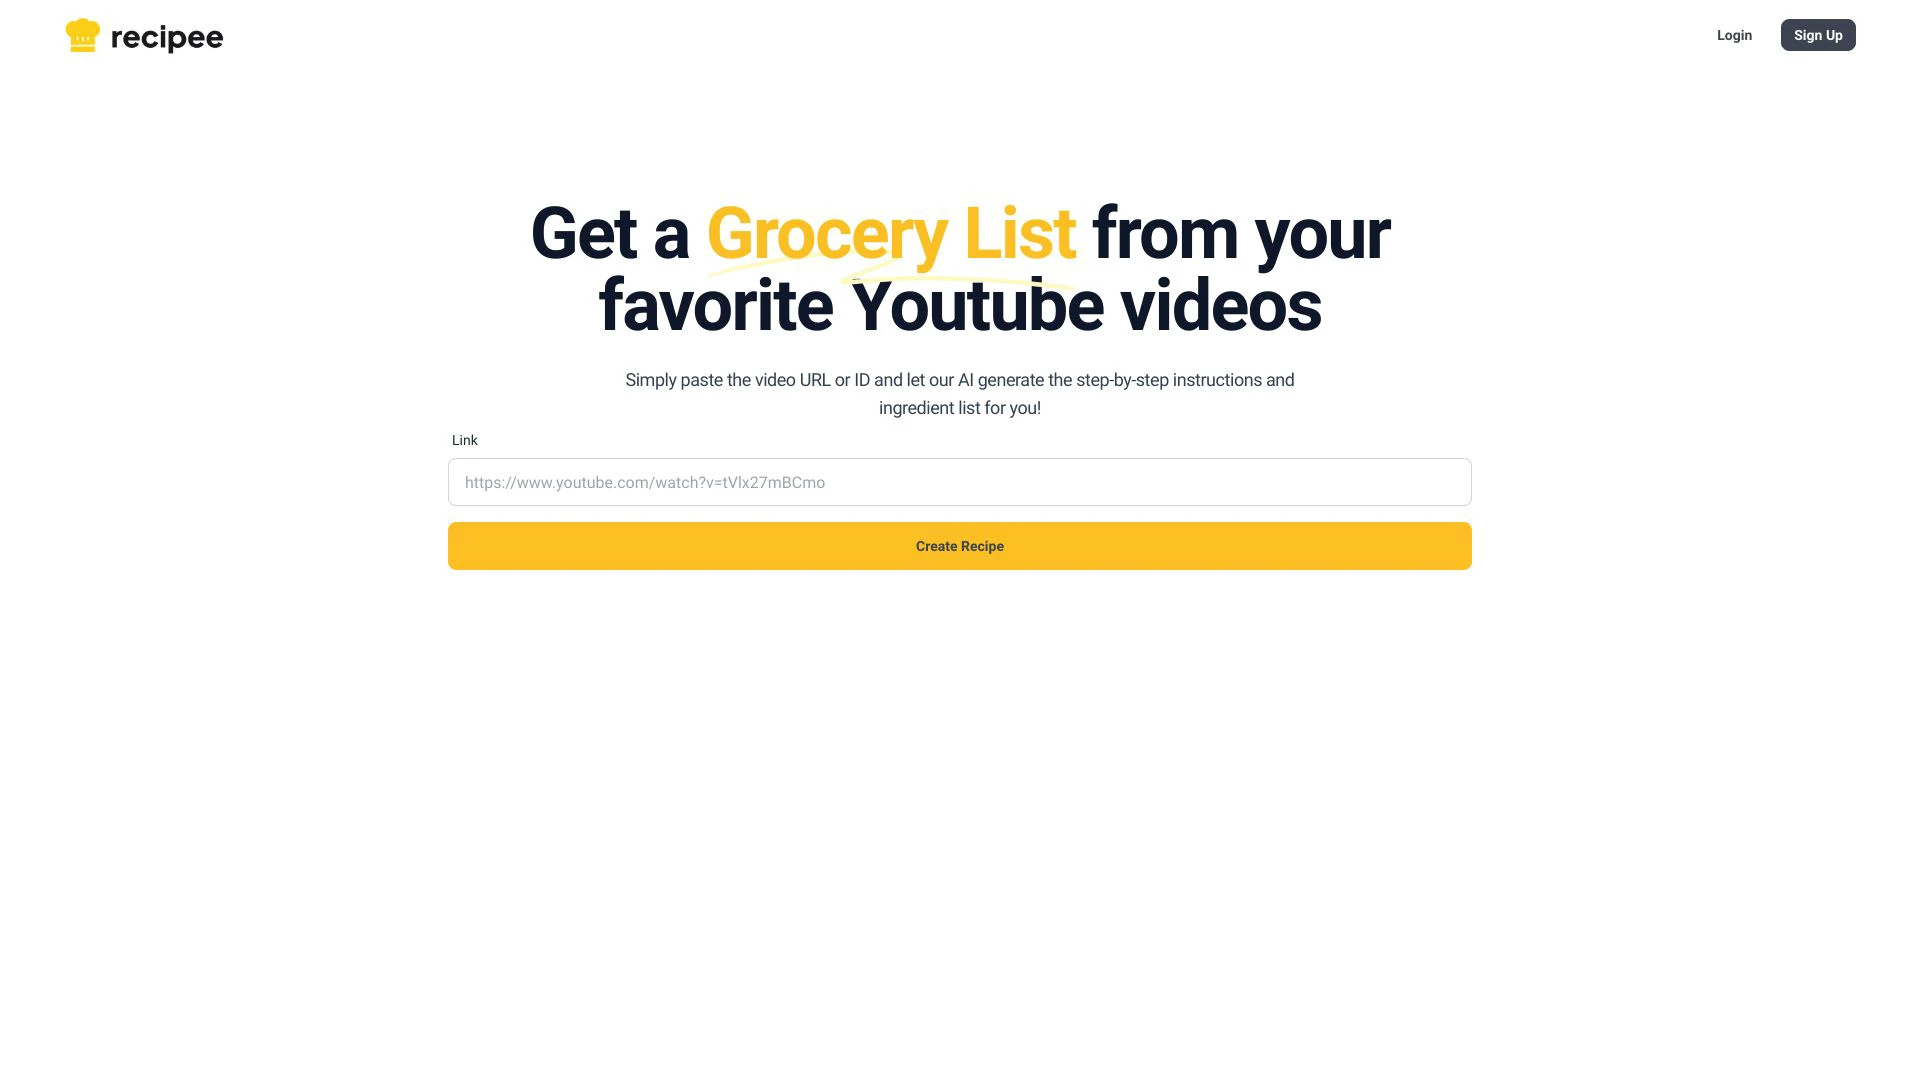 recipee
Login
Sign Up
Get a Grocery List from your
favorite Youtube videos
Simply paste the video URL or ID and let our AI generate the step-by-step instructions and
ingredient list for you!
Link
https://www.youtube.com/watch?v=tVlx27mBCmo
Create Recipe